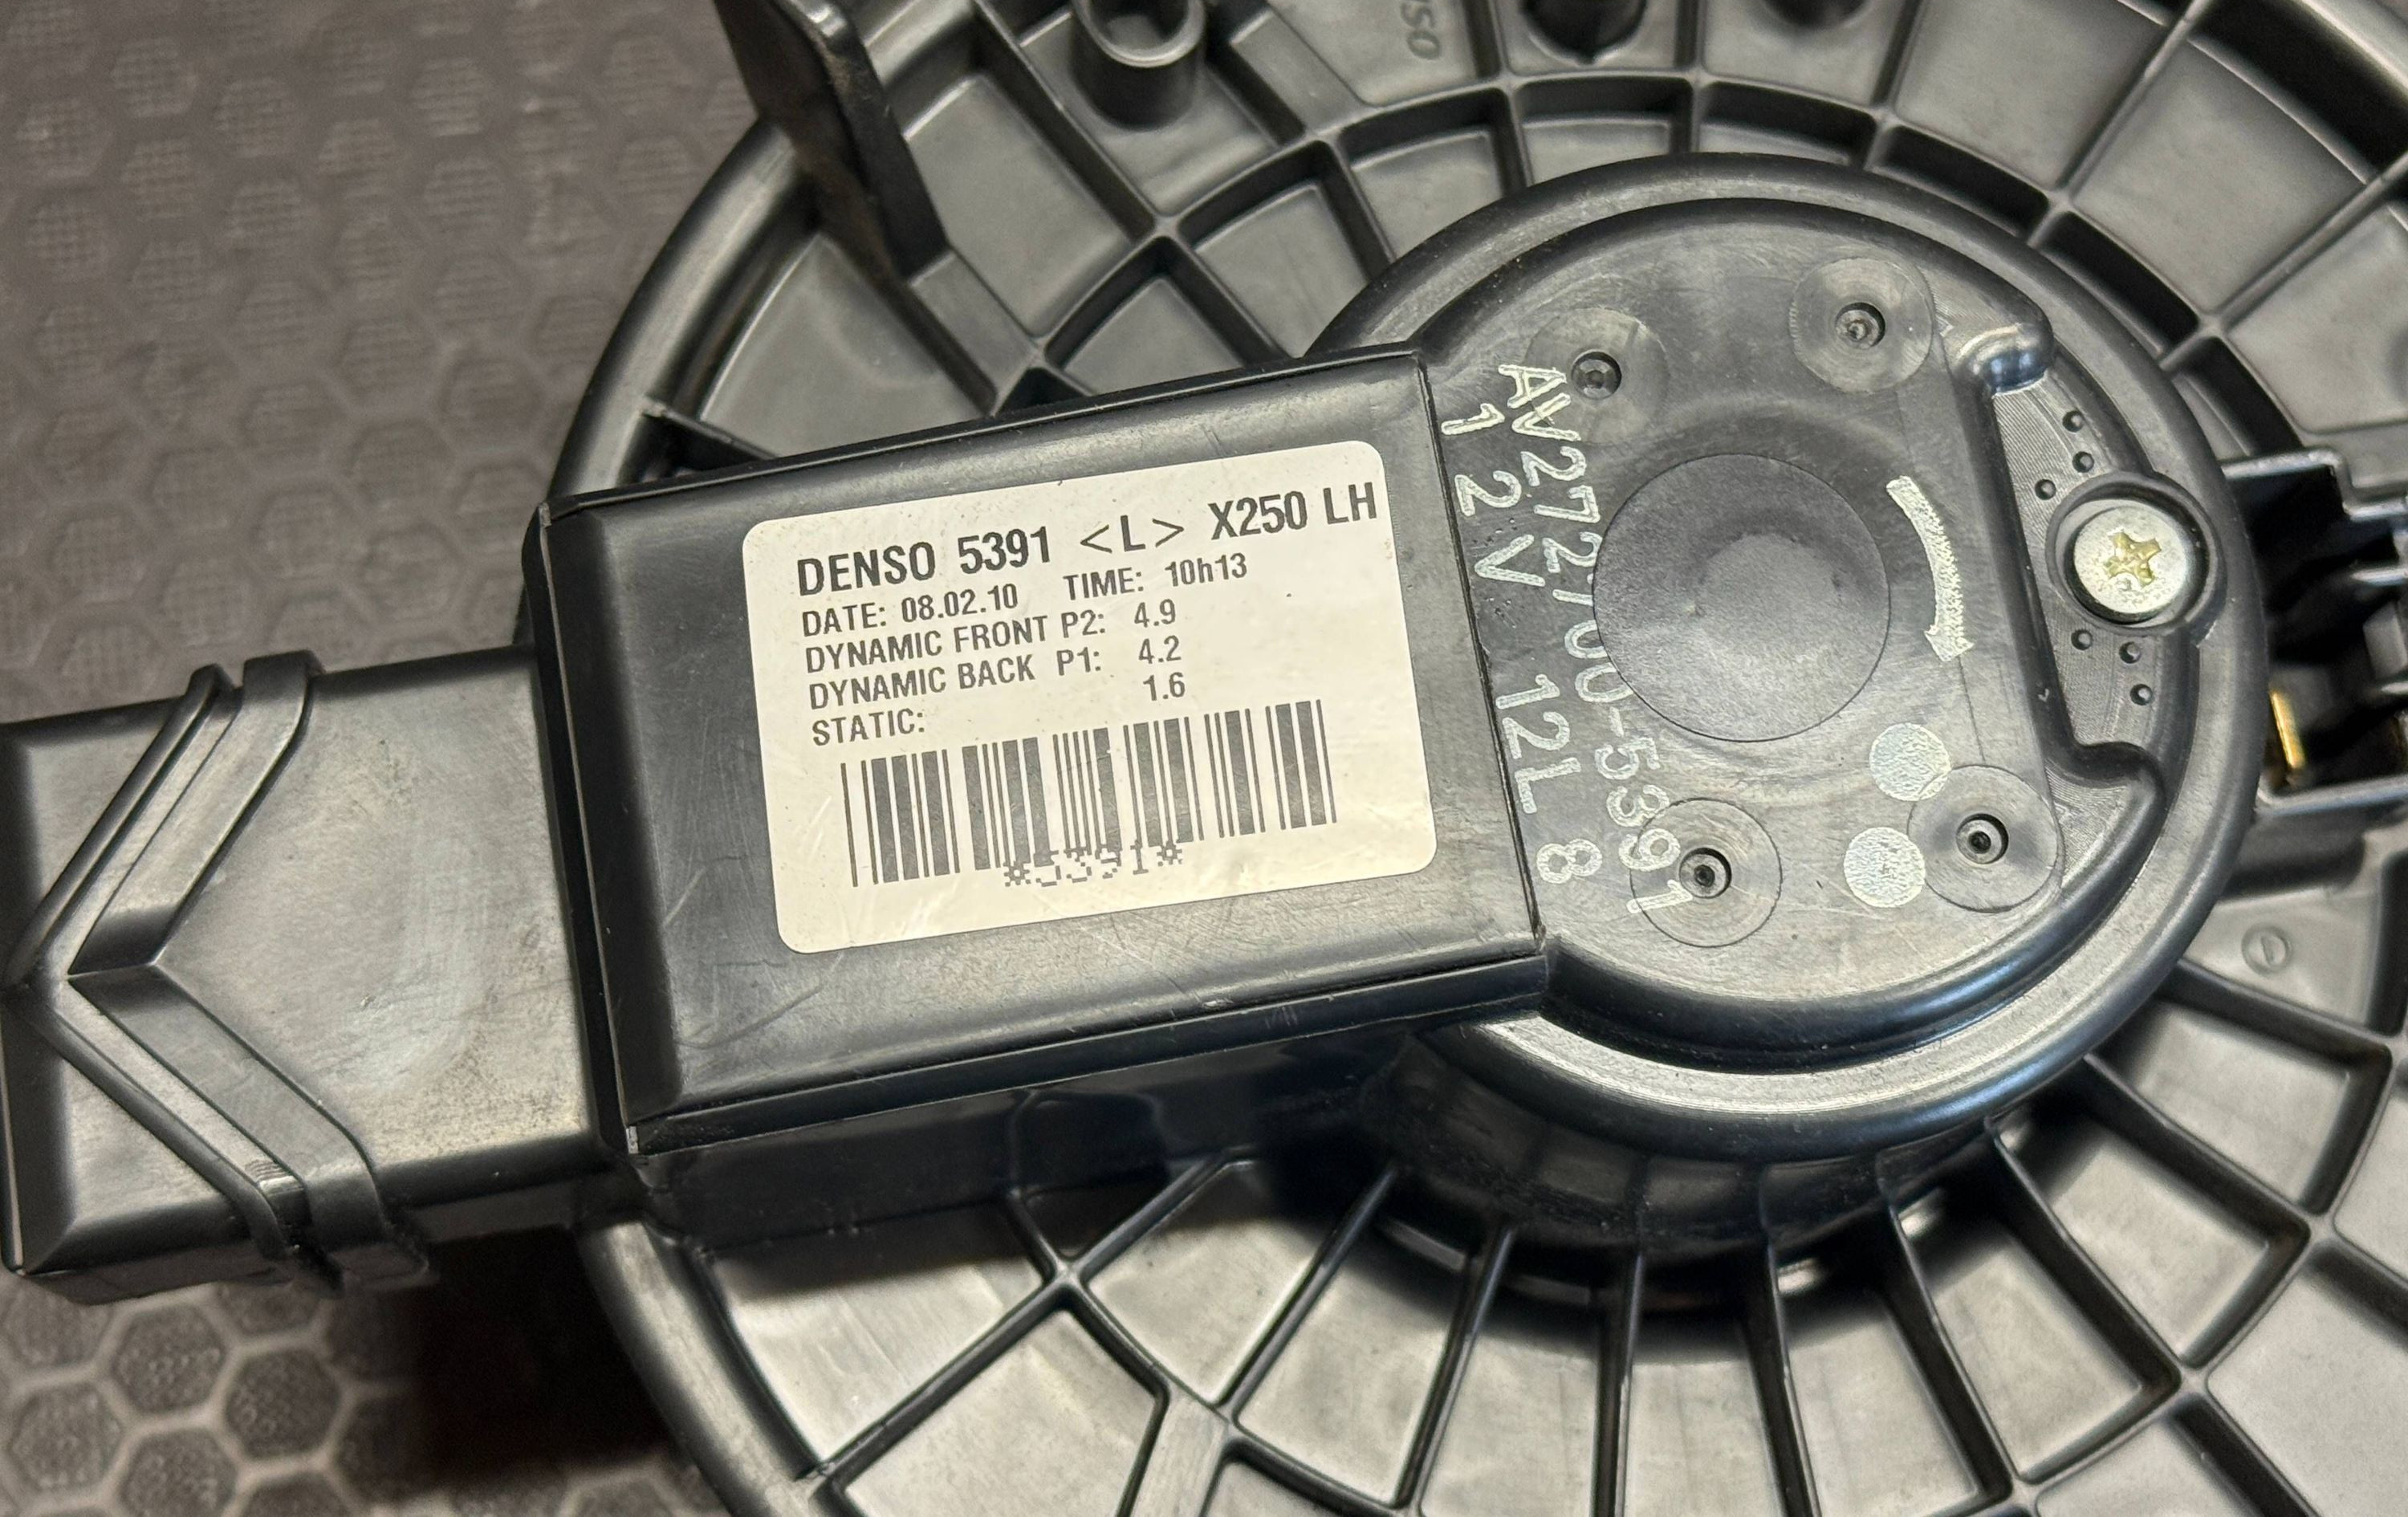 DENSO 5391 <L> X250 LH
DATE: 08.02.10 TIME: 10h13
DYNAMIC FRONT P2: 4.9
DYNAMIC BACK P1: 4.2
STATIC: 1.6
*5391*
AV272700-5391
12V 12L 8